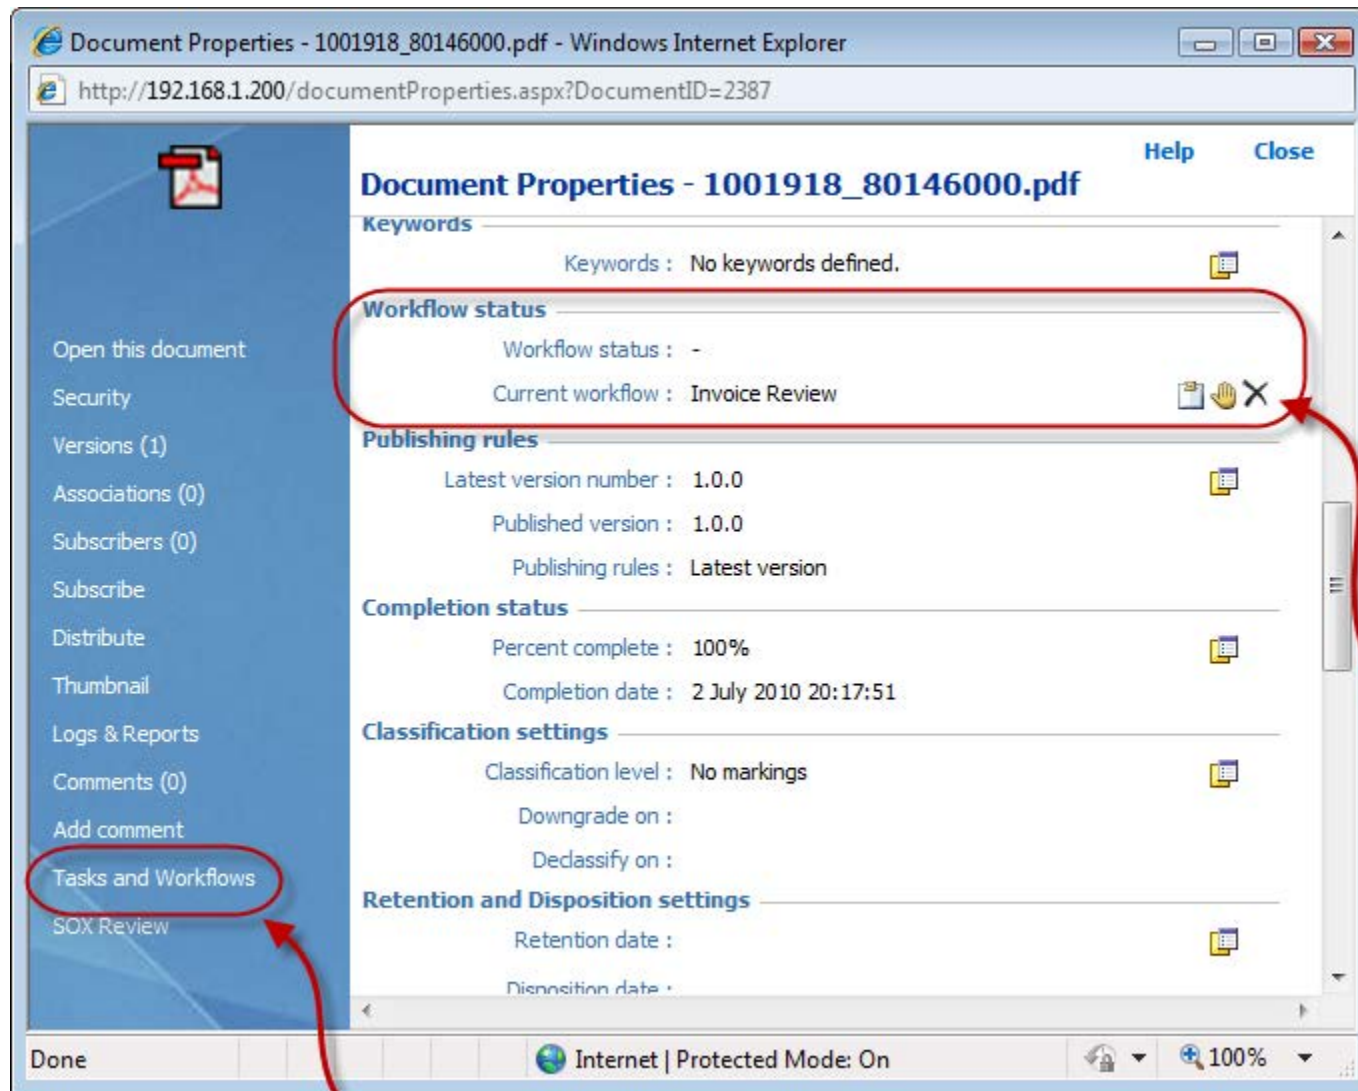 Document Properties - 1001918_80146000.pdf - Windows Internet Explorer
http://192.168.1.200/documentProperties.aspx?DocumentID=2387
Help Close
Document Properties - 1001918_80146000.pdf
Keywords
Keywords : No keywords defined.
Workflow status
Workflow status : -
Current workflow : Invoice Review
Publishing rules
Latest version number : 1.0.0
Published version : 1.0.0
Publishing rules : Latest version
Completion status
Percent complete : 100%
Completion date : 2 July 2010 20:17:51
Classification settings
Classification level : No markings
Downgrade on :
Declassify on :
Retention and Disposition settings
Retention date :
Disposition date :
Open this document
Security
Versions (1)
Associations (0)
Subscribers (0)
Subscribe
Distribute
Thumbnail
Logs & Reports
Comments (0)
Add comment
Tasks and Workflows
SOX Review
Done
Internet | Protected Mode: On
100%